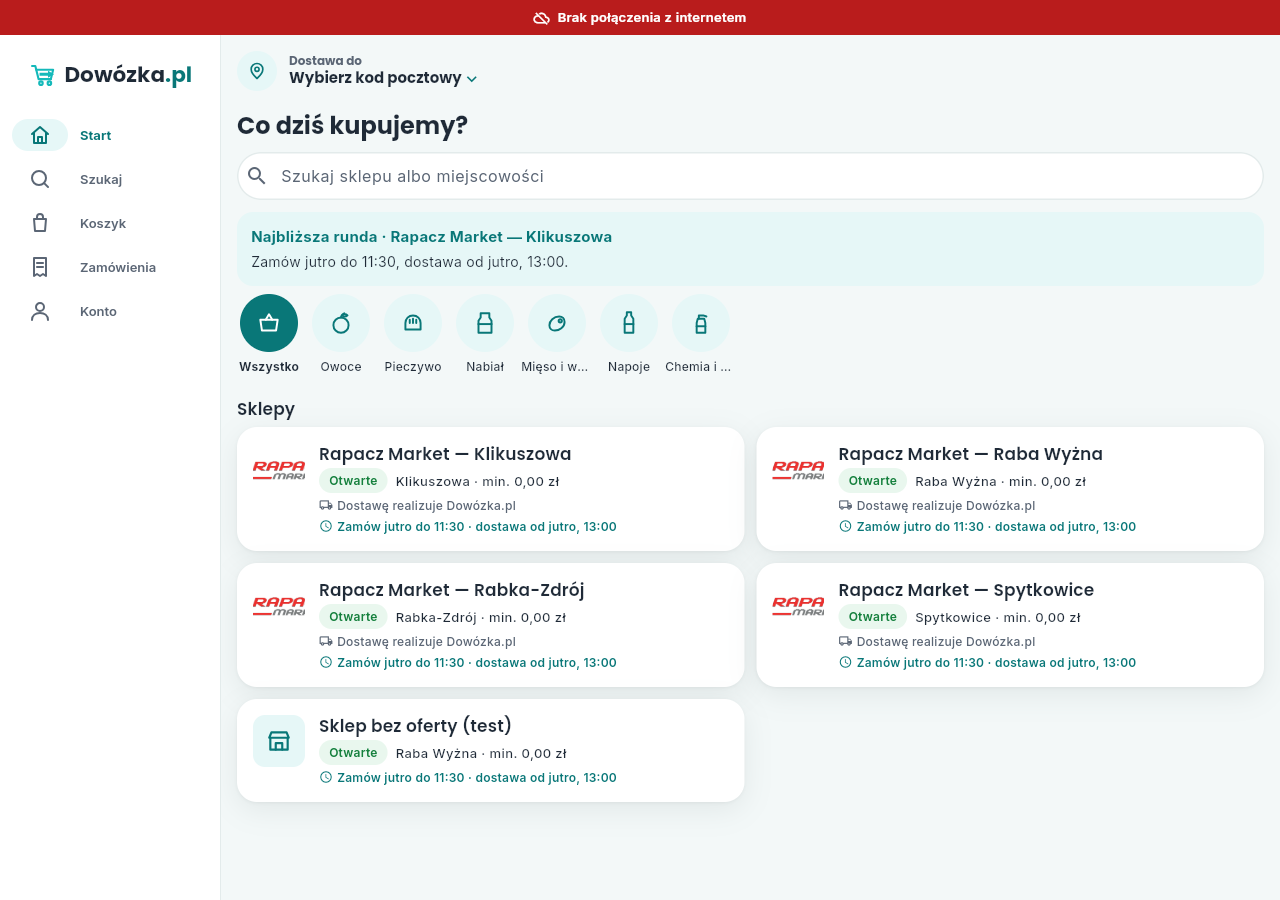 Brak połączenia z internetem
Dowózka.pl
Start
Szukaj
Koszyk
Zamówienia
Konto
Dostawa do
Wybierz kod pocztowy
Co dziś kupujemy?
Szukaj sklepu albo miejscowości
Najbliższa runda · Rapacz Market — Klikuszowa
Zamów jutro do 11:30, dostawa od jutro, 13:00.
Wszystko
Owoce
Pieczywo
Nabiał
Mięso i w...
Napoje
Chemia i ...
Sklepy
RAPA
MARK
Rapacz Market — Klikuszowa
Otwarte Klikuszowa · min. 0,00 zł
Dostawę realizuje Dowózka.pl
Zamów jutro do 11:30 · dostawa od jutro, 13:00
RAPA
MARK
Rapacz Market — Raba Wyżna
Otwarte Raba Wyżna · min. 0,00 zł
Dostawę realizuje Dowózka.pl
Zamów jutro do 11:30 · dostawa od jutro, 13:00
RAPA
MARK
Rapacz Market — Rabka-Zdrój
Otwarte Rabka-Zdrój · min. 0,00 zł
Dostawę realizuje Dowózka.pl
Zamów jutro do 11:30 · dostawa od jutro, 13:00
RAPA
MARK
Rapacz Market — Spytkowice
Otwarte Spytkowice · min. 0,00 zł
Dostawę realizuje Dowózka.pl
Zamów jutro do 11:30 · dostawa od jutro, 13:00
Sklep bez oferty (test)
Otwarte Raba Wyżna · min. 0,00 zł
Zamów jutro do 11:30 · dostawa od jutro, 13:00